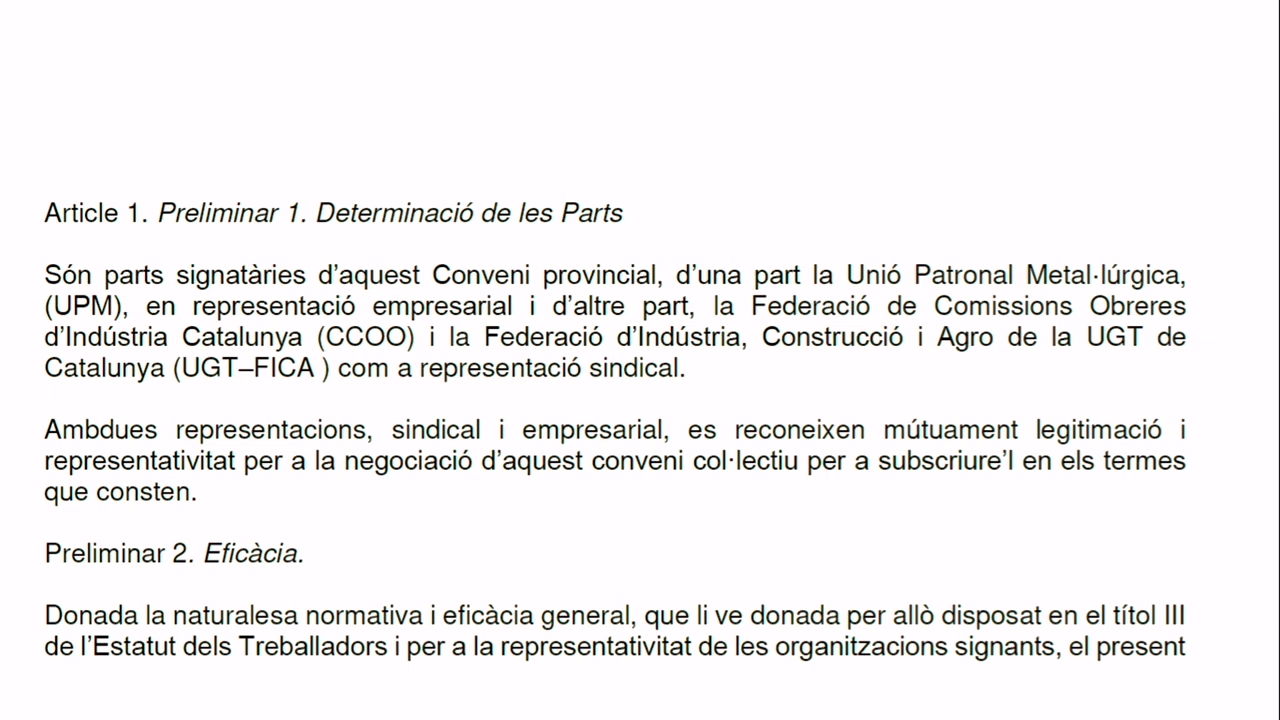 Article 1. Preliminar 1. Determinació de les Parts
Són parts signatàries d’aquest Conveni provincial, d’una part la Unió Patronal Metal·lúrgica,
(UPM), en representació empresarial i d’altre part, la Federació de Comissions Obreres
d’Indústria Catalunya (CCOO) i la Federació d’Indústria, Construcció i Agro de la UGT de
Catalunya (UGT–FICA ) com a representació sindical.
Ambdues representacions, sindical i empresarial, es reconeixen mútuament legitimació i
representativitat per a la negociació d’aquest conveni col·lectiu per a subscriure’l en els termes
que consten.
Preliminar 2. Eficàcia.
Donada la naturalesa normativa i eficàcia general, que li ve donada per allò disposat en el títol III
de l’Estatut dels Treballadors i per a la representativitat de les organitzacions signants, el present